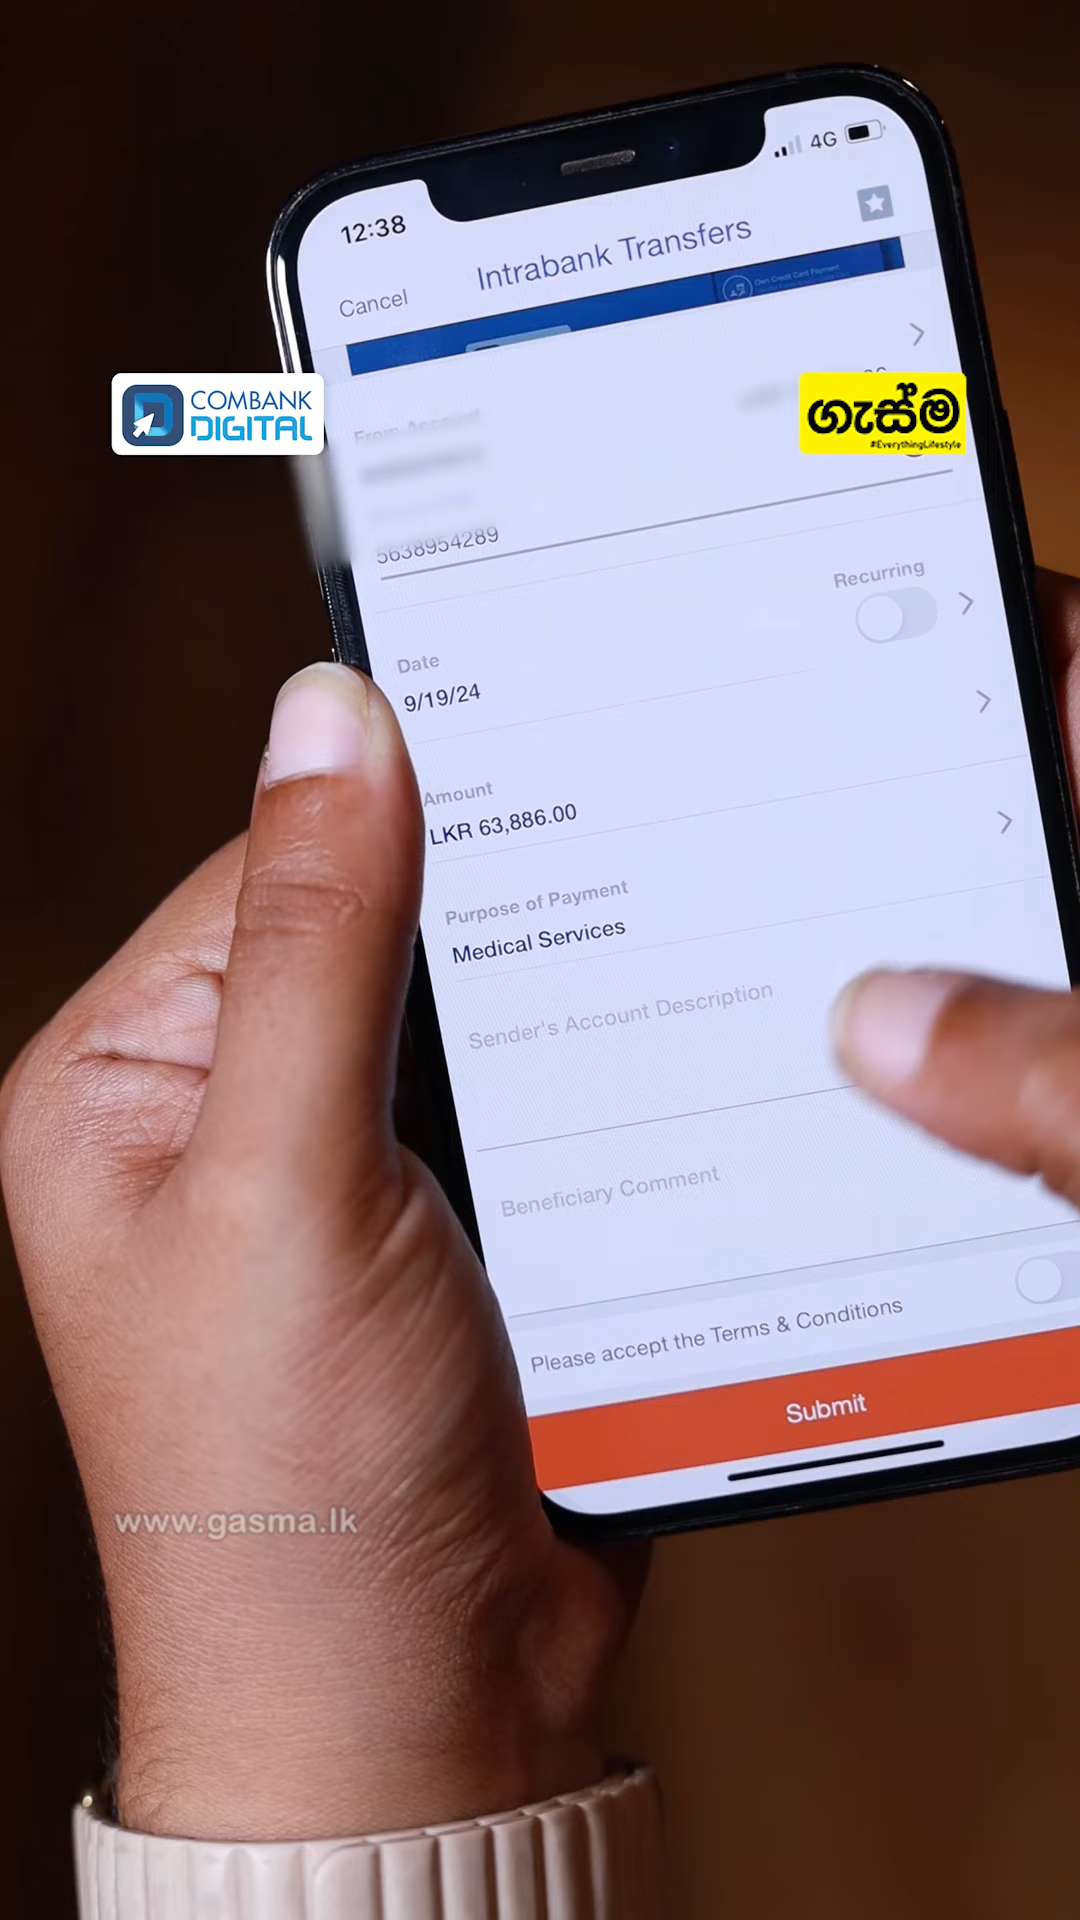 12:38
4G
Intrabank Transfers
Cancel
Own Credit Card Payment
COMBANK
DIGITAL
ගැස්ම
#EverythingLifestyle
From Account
5638954289
Recurring
Date
9/19/24
Amount
LKR 63,886.00
Purpose of Payment
Medical Services
Sender's Account Description
Beneficiary Comment
Please accept the Terms & Conditions
Submit
www.gasma.lk